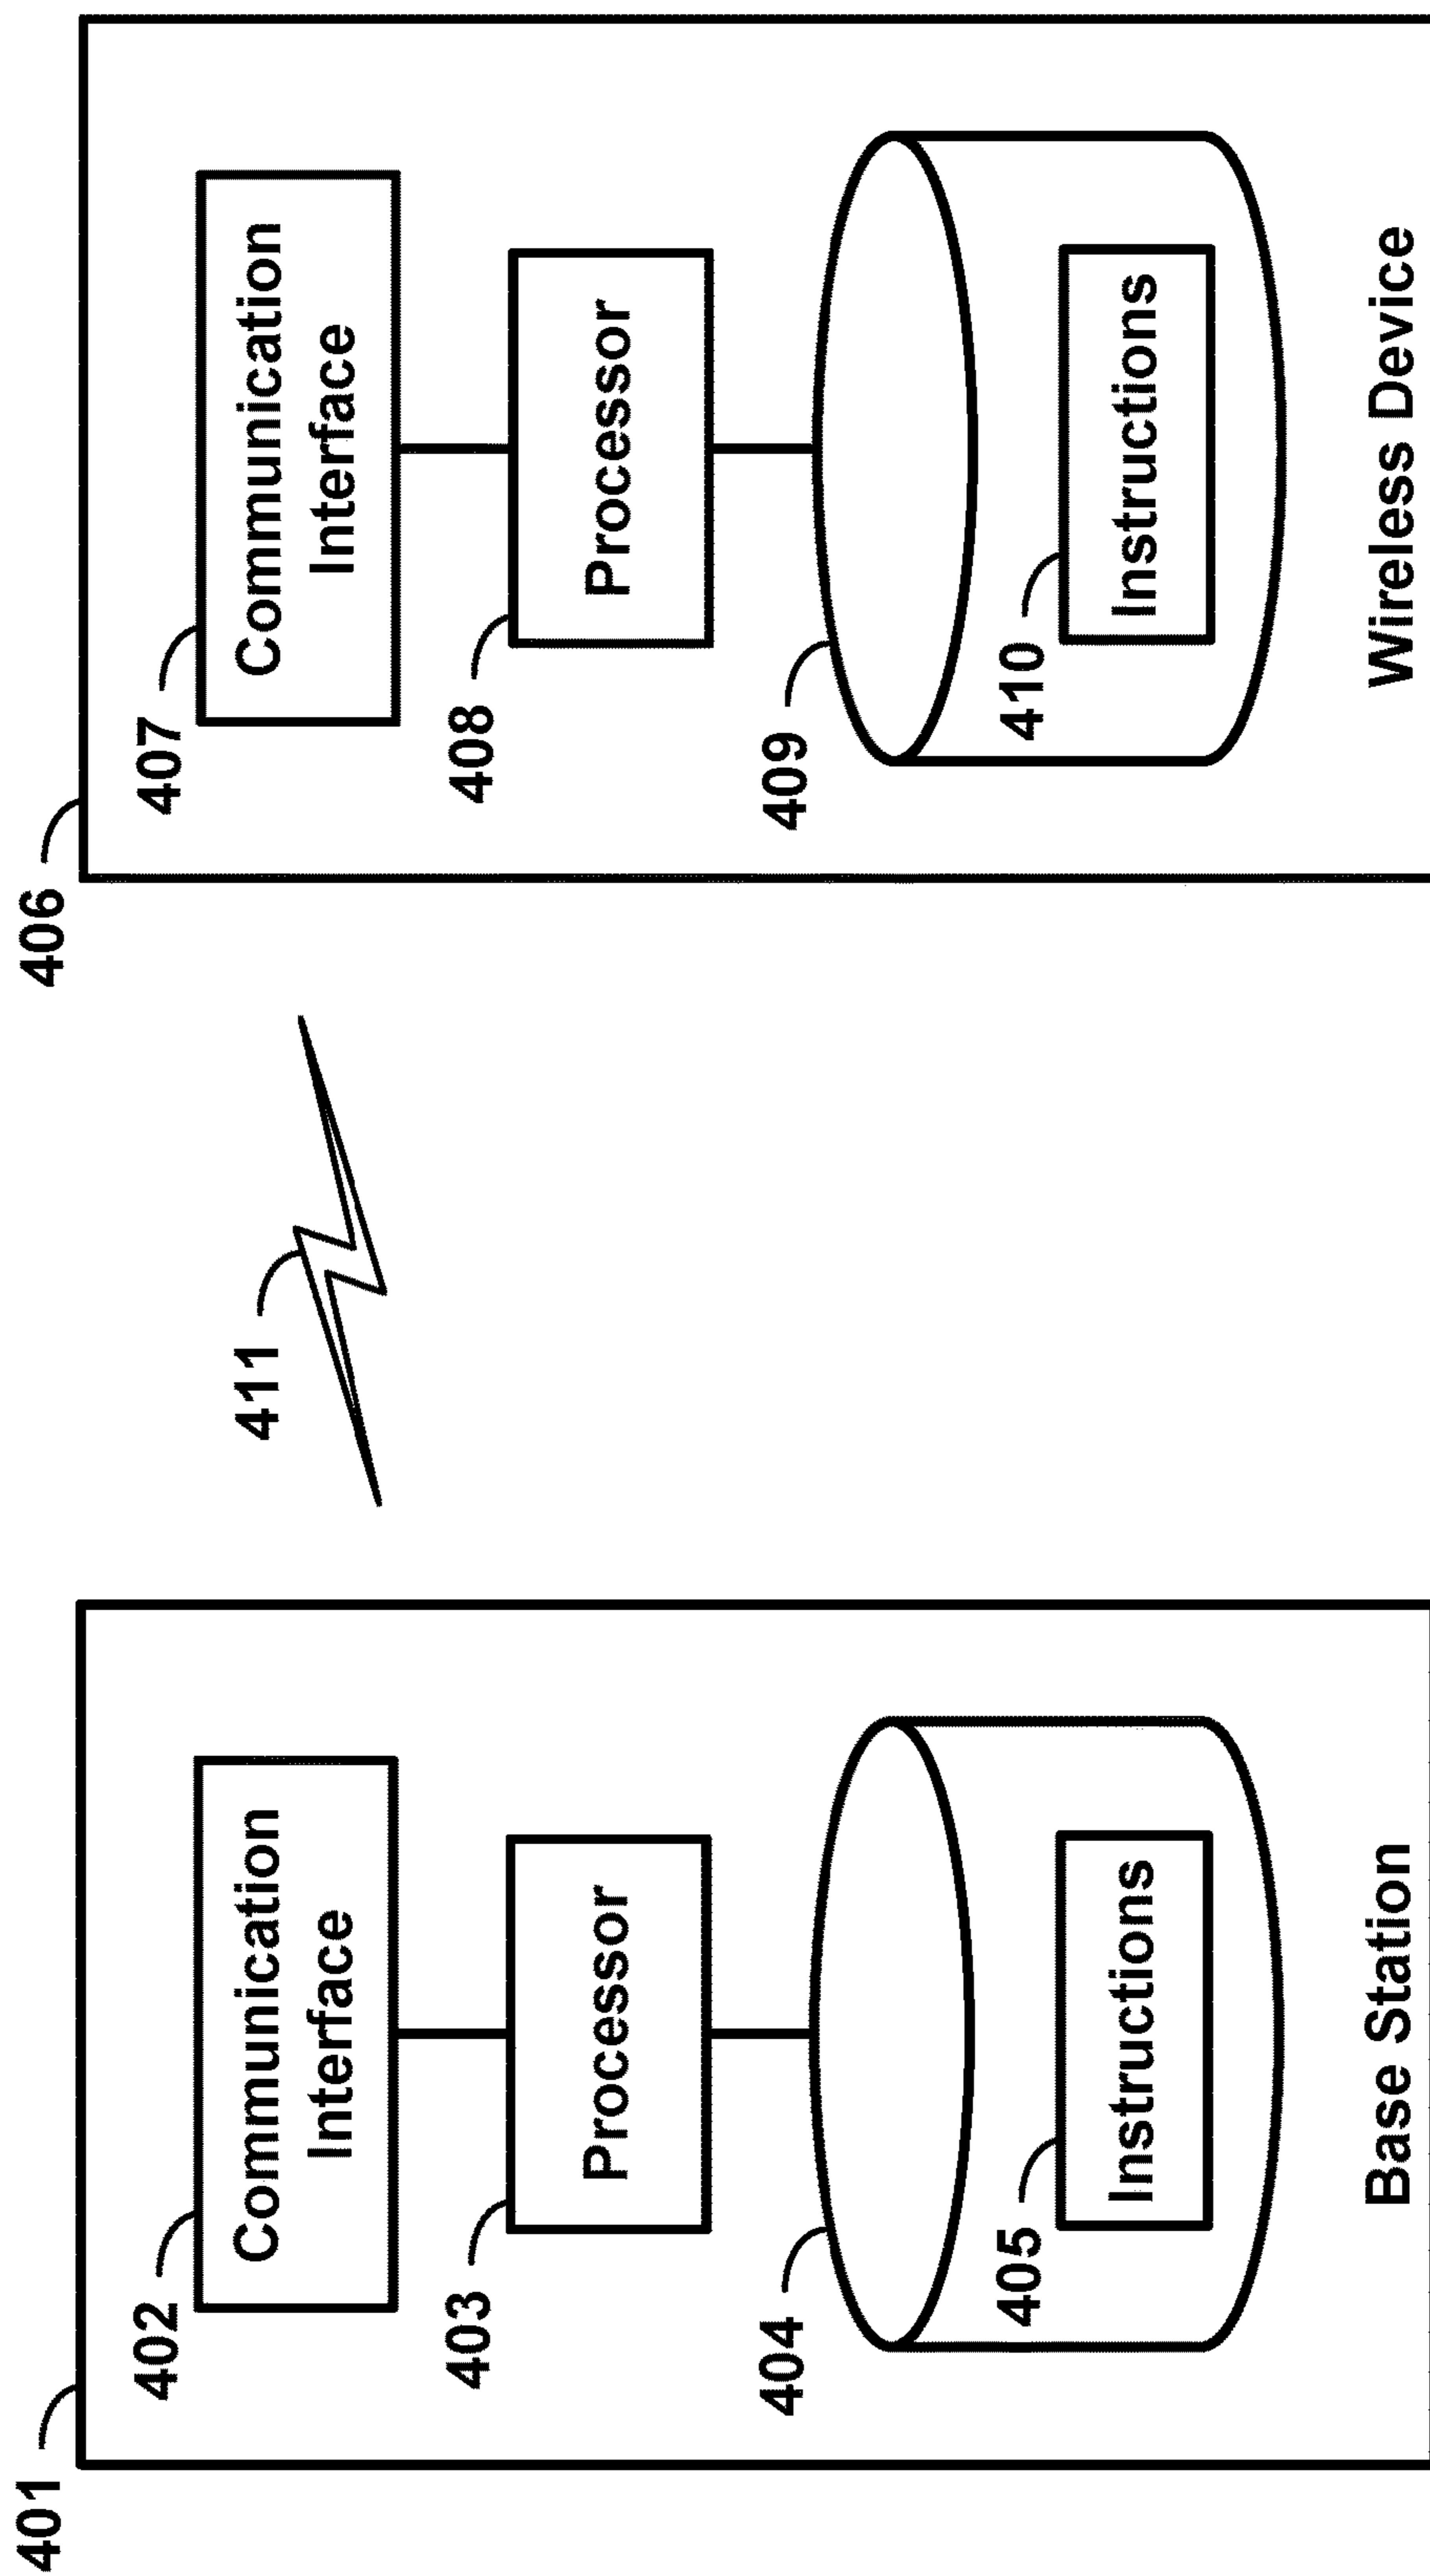 401
402
Communication
Interface
403
Processor
404
405
Instructions
Base Station
411
406
407
Communication
Interface
408
Processor
409
410
Instructions
Wireless Device